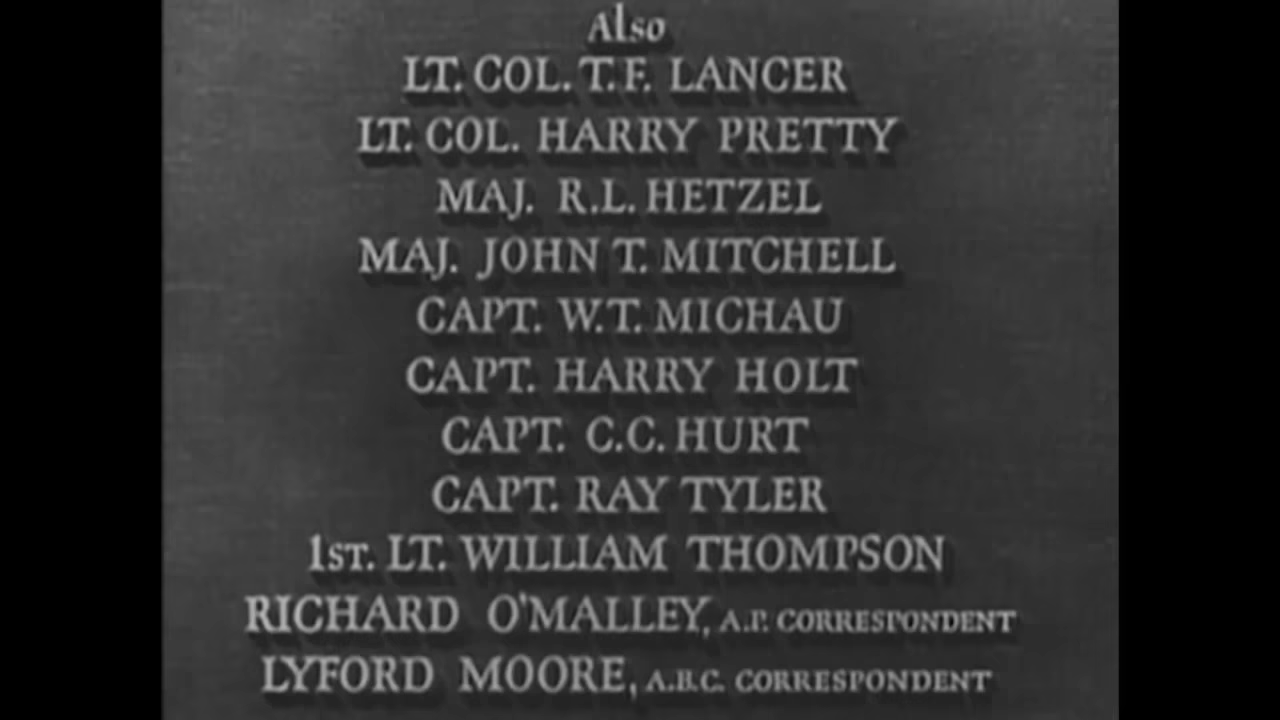 Also
LT. COL. T.F. LANCER
LT. COL. HARRY PRETTY
MAJ. R.L. HETZEL
MAJ. JOHN T. MITCHELL
CAPT. W.T. MICHAU
CAPT. HARRY HOLT
CAPT. C.C. HURT
CAPT. RAY TYLER
1ST. LT. WILLIAM THOMPSON
RICHARD O'MALLEY, A.P. CORRESPONDENT
LYFORD MOORE, A.B.C. CORRESPONDENT